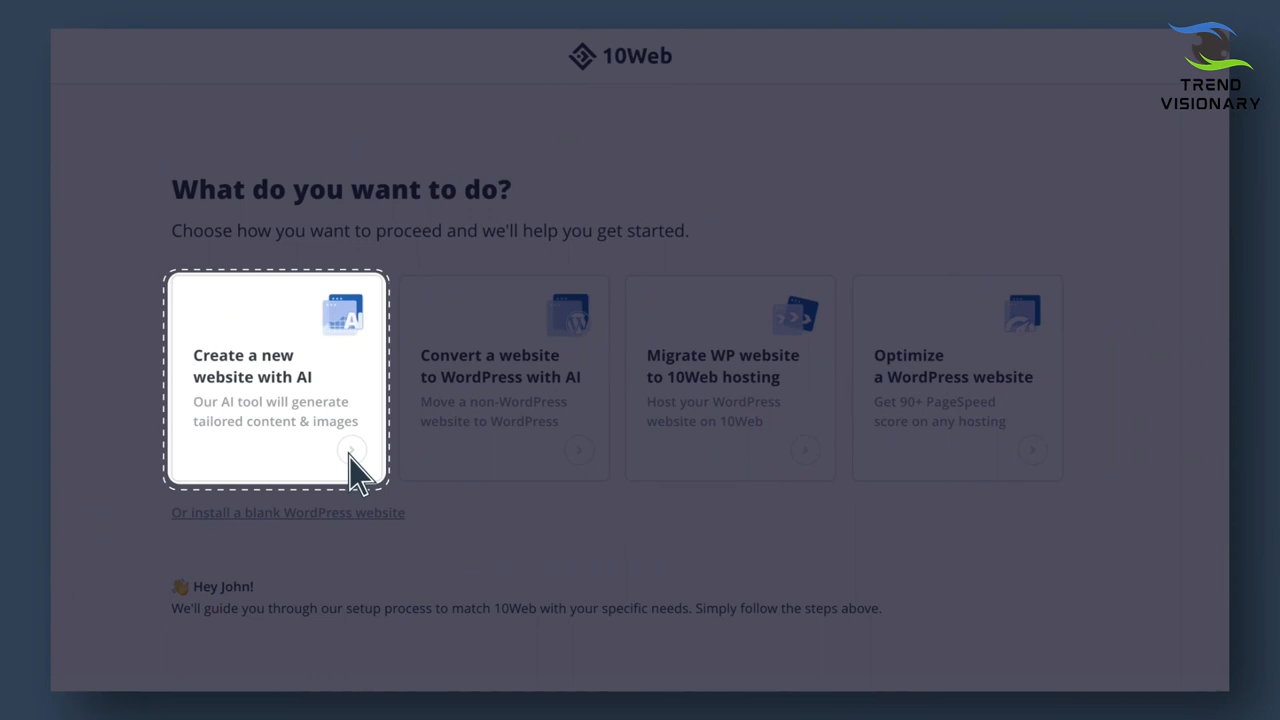 10Web
TREND
VISIONARY
What do you want to do?
Choose how you want to proceed and we'll help you get started.
AI
Create a new
website with AI
Our AI tool will generate
tailored content & images
W
Convert a website
to WordPress with AI
Move a non-WordPress
website to WordPress
Migrate WP website
to 10Web hosting
Host your WordPress
website on 10Web
Optimize
a WordPress website
Get 90+ PageSpeed
score on any hosting
Or install a blank WordPress website
👋 Hey John!
We'll guide you through our setup process to match 10Web with your specific needs. Simply follow the steps above.